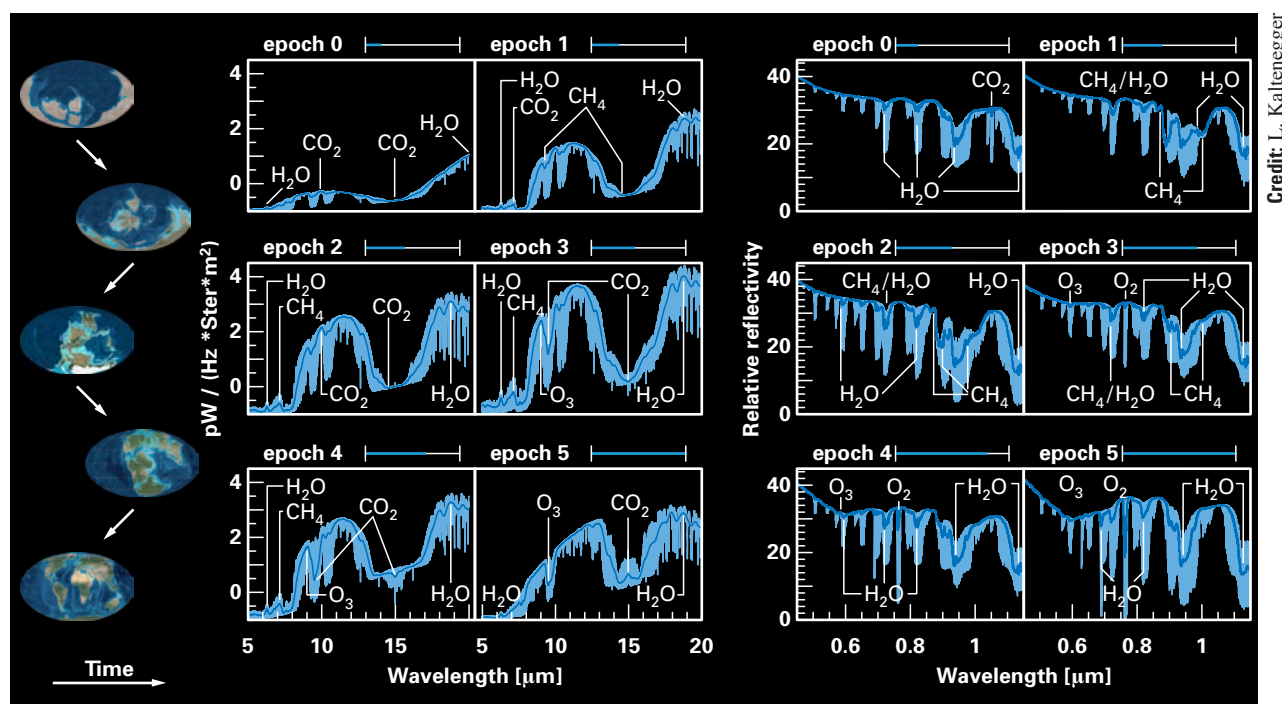 Credit: L. Kaltenegger
epoch 0
epoch 1
4
2
0
H₂O
CO₂
CO₂
H₂O
H₂O
CO₂
CH₄
H₂O
epoch 2
epoch 3
4
2
0
H₂O
CH₄
CO₂
CO₂
H₂O
H₂O
CH₄
CO₂
O₃
H₂O
pW / (Hz *Ster*m²)
epoch 4
epoch 5
4
2
0
H₂O
CH₄
CO₂
O₃
H₂O
O₃
CO₂
H₂O
5 10 15 5 10 15 20
Wavelength [µm]
epoch 0
epoch 1
40
20
0
CO₂
H₂O
CH₄/H₂O
H₂O
CH₄
epoch 2
epoch 3
40
20
0
CH₄/H₂O
H₂O
H₂O
CH₄
O₃
O₂
H₂O
CH₄/H₂O
CH₄
Relative reflectivity
epoch 4
epoch 5
40
20
0
O₃
O₂
H₂O
H₂O
O₃
O₂
H₂O
H₂O
0.6 0.8 1 0.6 0.8 1
Wavelength [µm]
Time